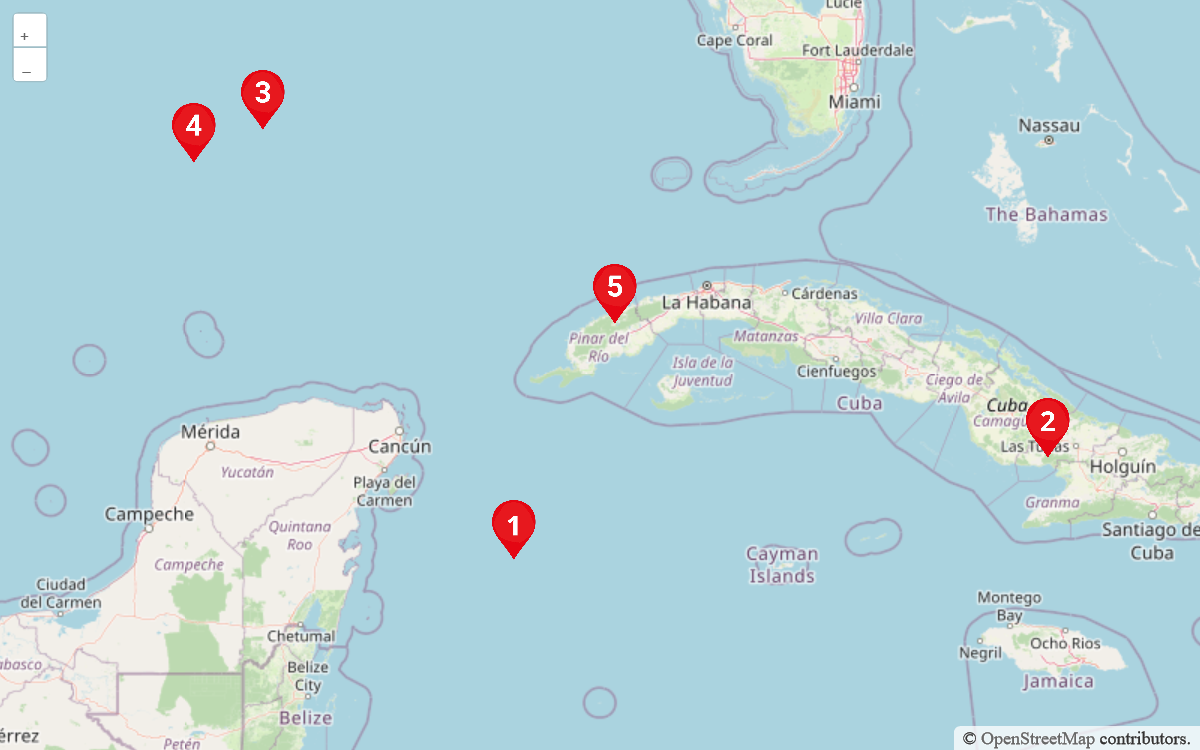 Lucie
+
–
Cape Coral
Fort Lauderdale
3
Miami
4
Nassau
The Bahamas
5
La Habana
Cárdenas
Villa Clara
Pinar del
Río
Matanzas
Isla de la
Juventud
Cienfuegos
Ciego de
Ávila
Cuba
Cuba
Camagü
2
Mérida
Cancún
Las Tunas
Holguín
Yucatán
Playa del
Carmen
Granma
Campeche
1
Quintana
Roo
Santiago de
Cuba
Cayman
Islands
Campeche
Ciudad
del Carmen
Montego
Bay
Chetumal
Negril
Ocho Rios
abasco
Belize
City
Jamaica
Belize
érrez
Petén
© OpenStreetMap contributors.